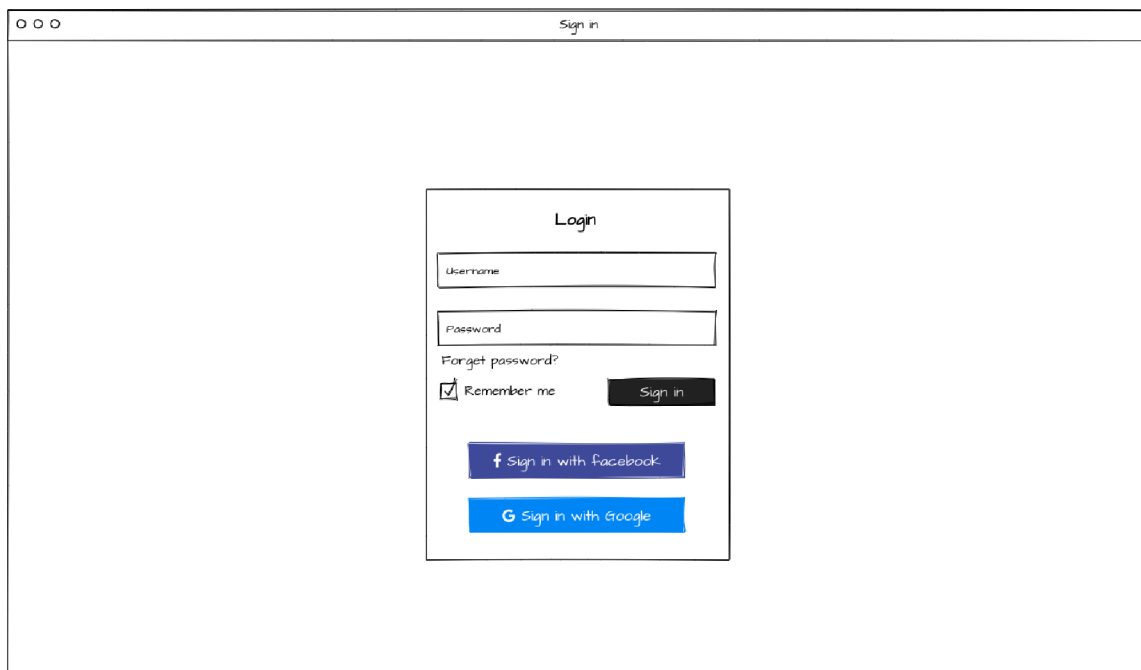 Sign in
Login
Username
Password
Forget password?
Remember me
Sign in
Sign in with facebook
Sign in with Google